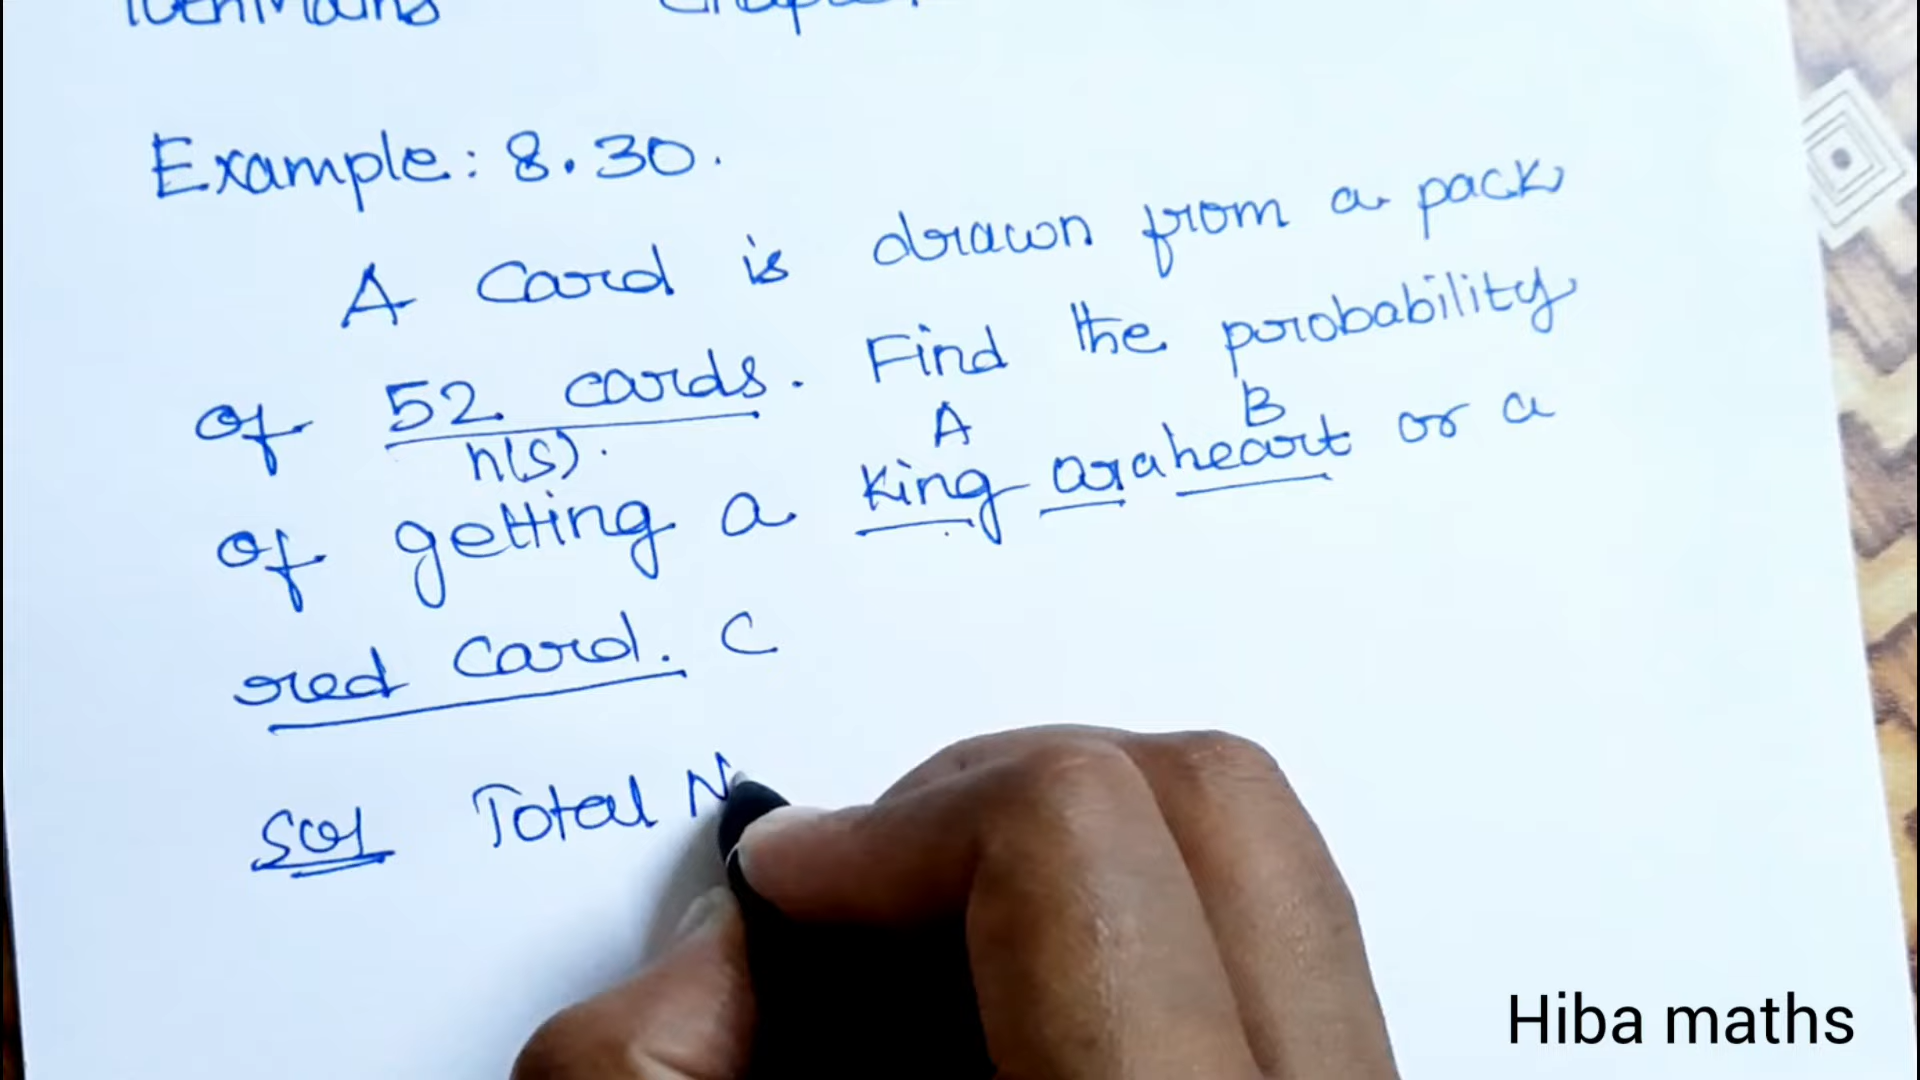 Example: 8.30.
A Card is drawn from a pack
of 52 cards. Find the probability
n(S).
A B
of getting a king or a heart or a
red Card. C
Sol Total N
Hiba maths